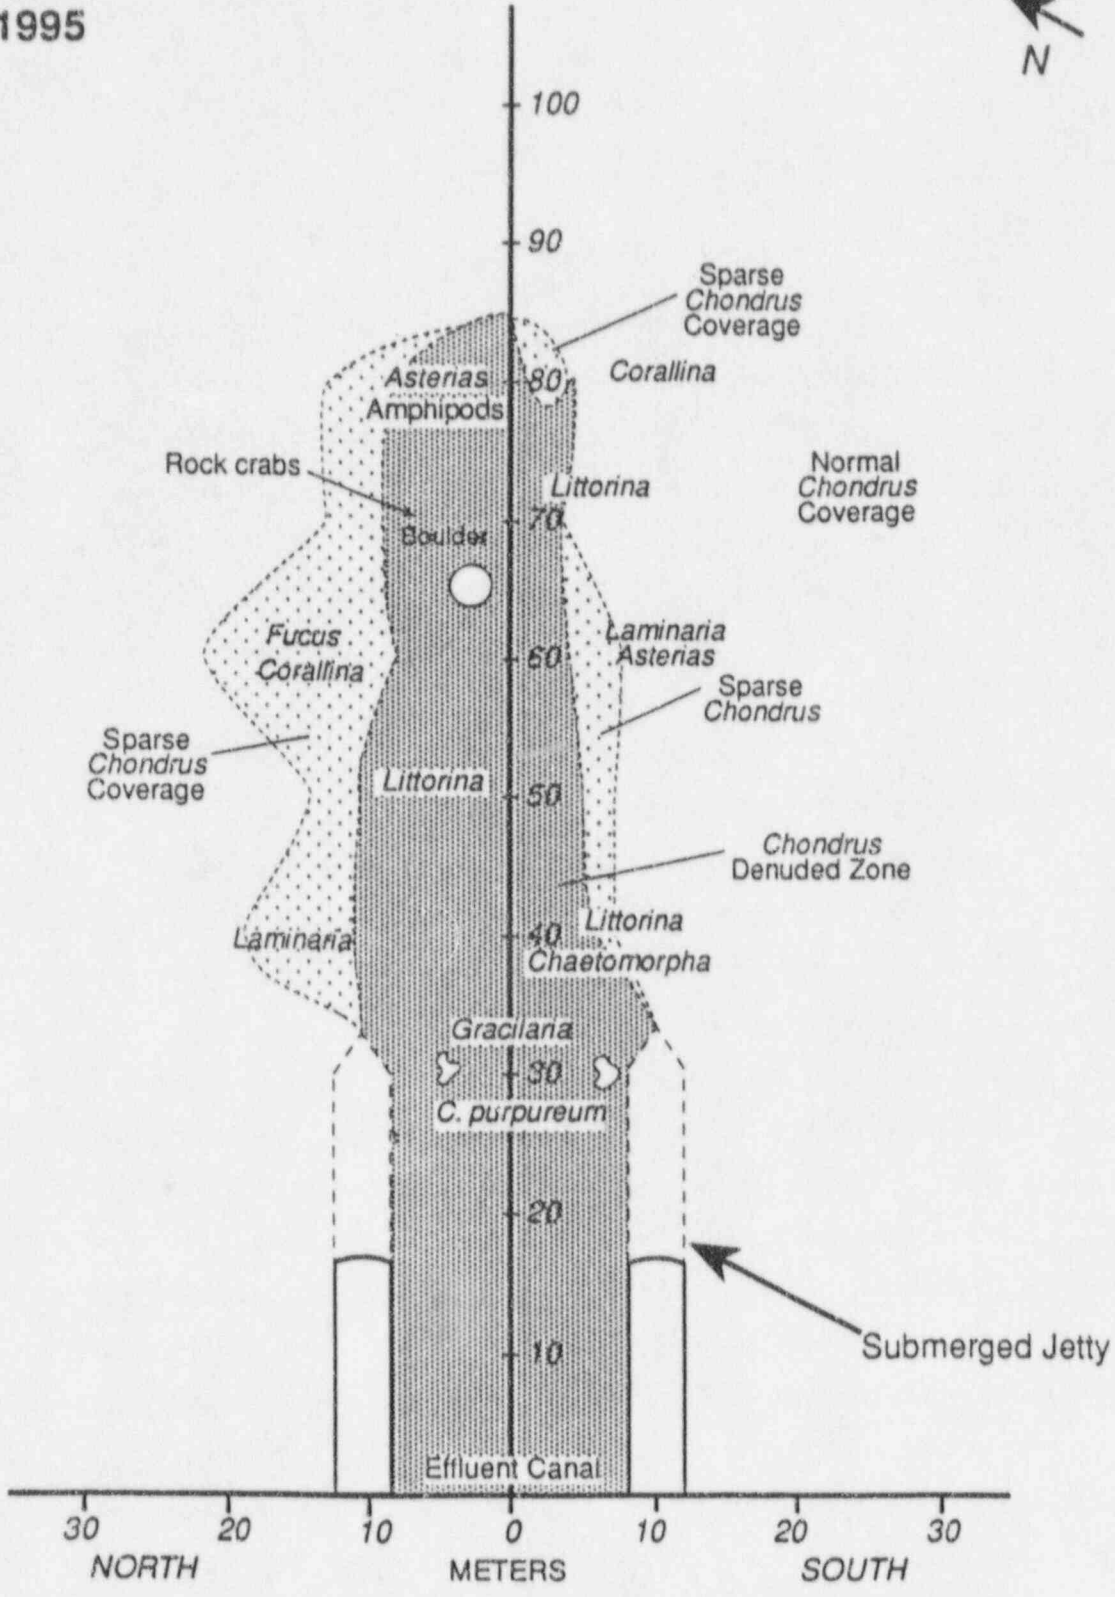 1995
N
100
90
Sparse
Chondrus
Coverage
Asterias
80
Corallina
Amphipods
Rock crabs
Littorina
Normal
Chondrus
Coverage
70
Boulder
Fucus
Corallina
60
Laminaria
Asterias
Sparse
Chondrus
Sparse
Chondrus
Coverage
Littorina
50
Chondrus
Denuded Zone
Littorina
Laminaria
40
Chaetomorpha
Gracilaria
30
C. purpureum
20
Submerged Jetty
10
Effluent Canal
30 20 10 0 10 20 30
NORTH METERS SOUTH